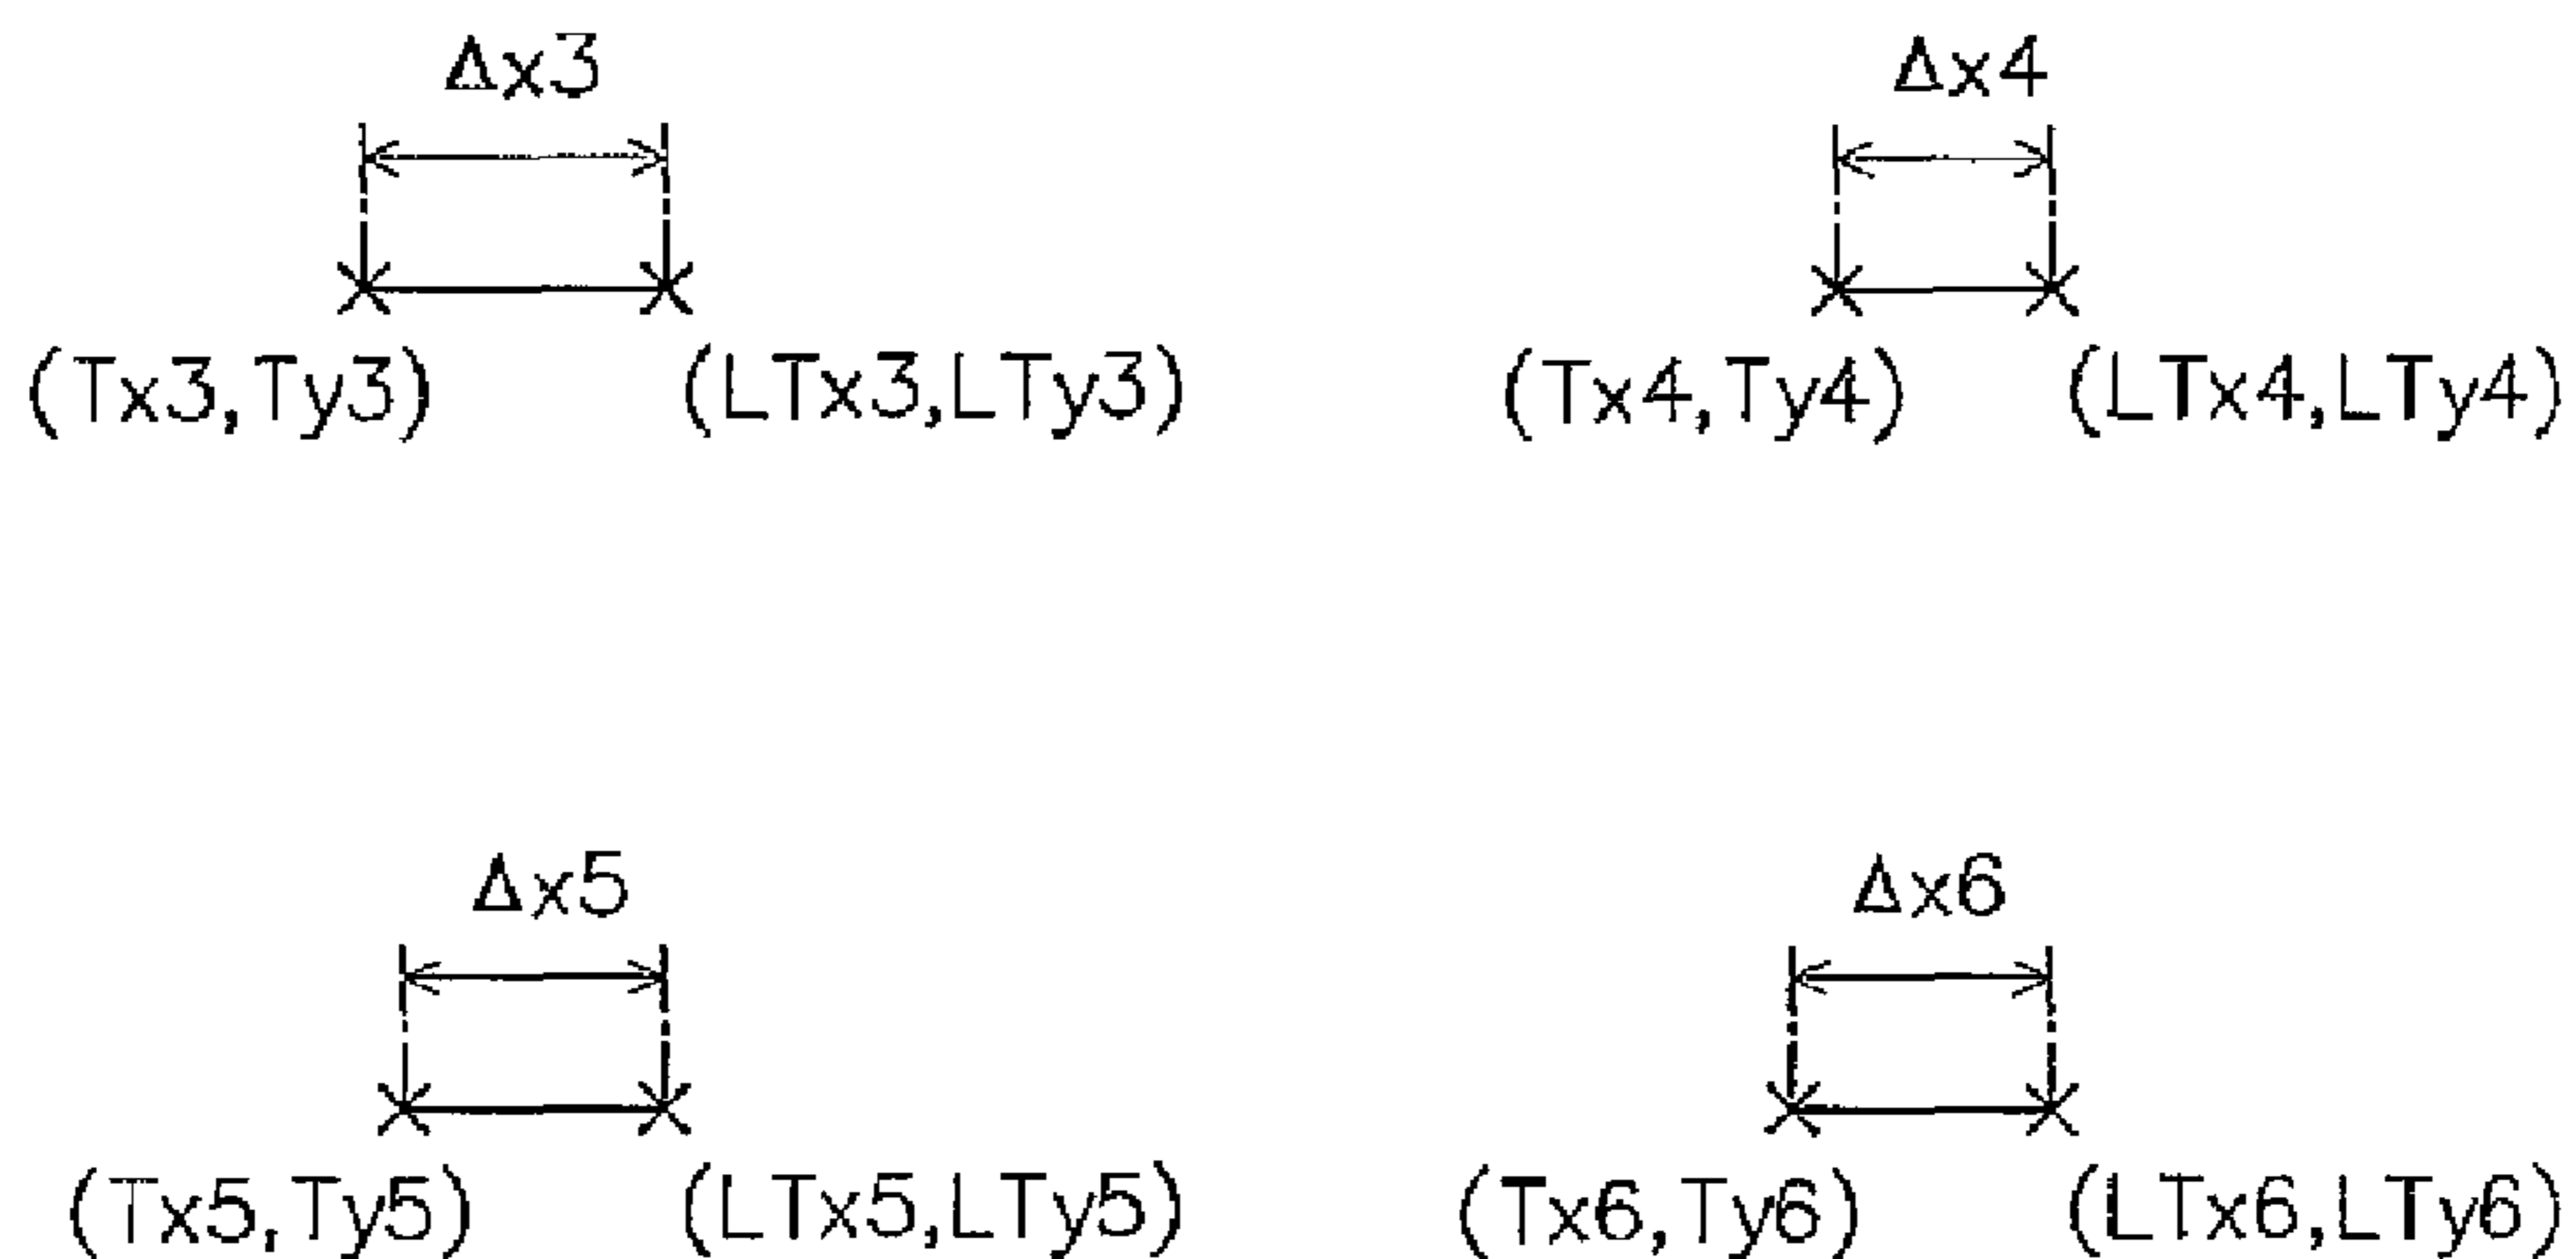 Δx3 Δx4
(Tx3,Ty3) (LTx3,LTy3) (Tx4,Ty4) (LTx4,LTy4)
Δx5 Δx6
(Tx5,Ty5) (LTx5,LTy5) (Tx6,Ty6) (LTx6,LTy6)